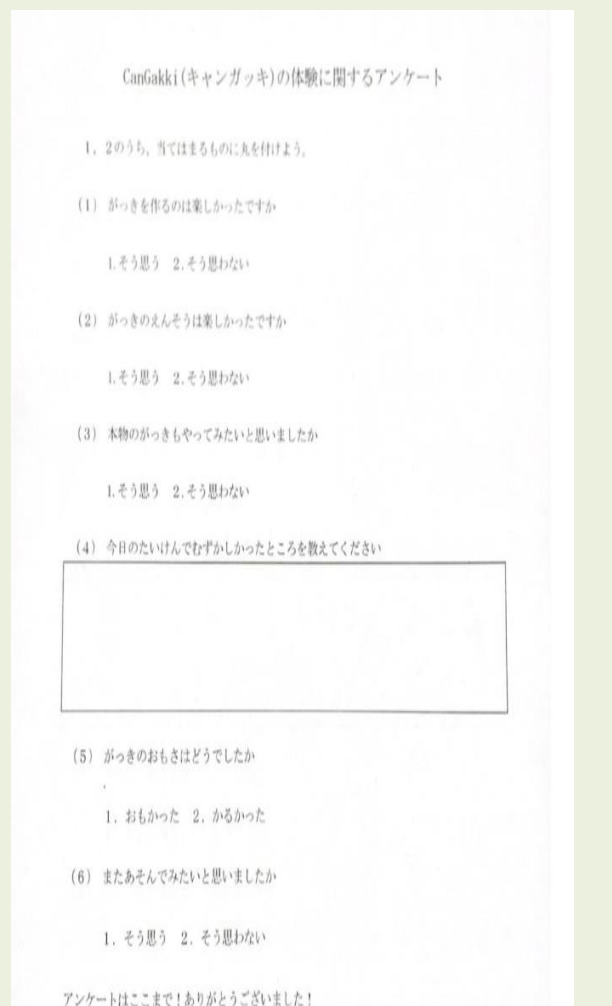 CanGakki(キャンガッキ)の体験に関するアンケート
1, 2のうち、当てはまるものに丸を付けよう。
(1) がっきを作るのは楽しかったですか
1.そう思う 2.そう思わない
(2) がっきのえんそうは楽しかったですか
1.そう思う 2.そう思わない
(3) 本物のがっきもやってみたいと思いましたか
1.そう思う 2.そう思わない
(4) 今日のたいけんでむずかしかったところを教えてください
(5) がっきのおもさはどうでしたか
1. おもかった 2. かるかった
(6) またあそんでみたいと思いましたか
1. そう思う 2. そう思わない
アンケートはここまで!ありがとうございました!